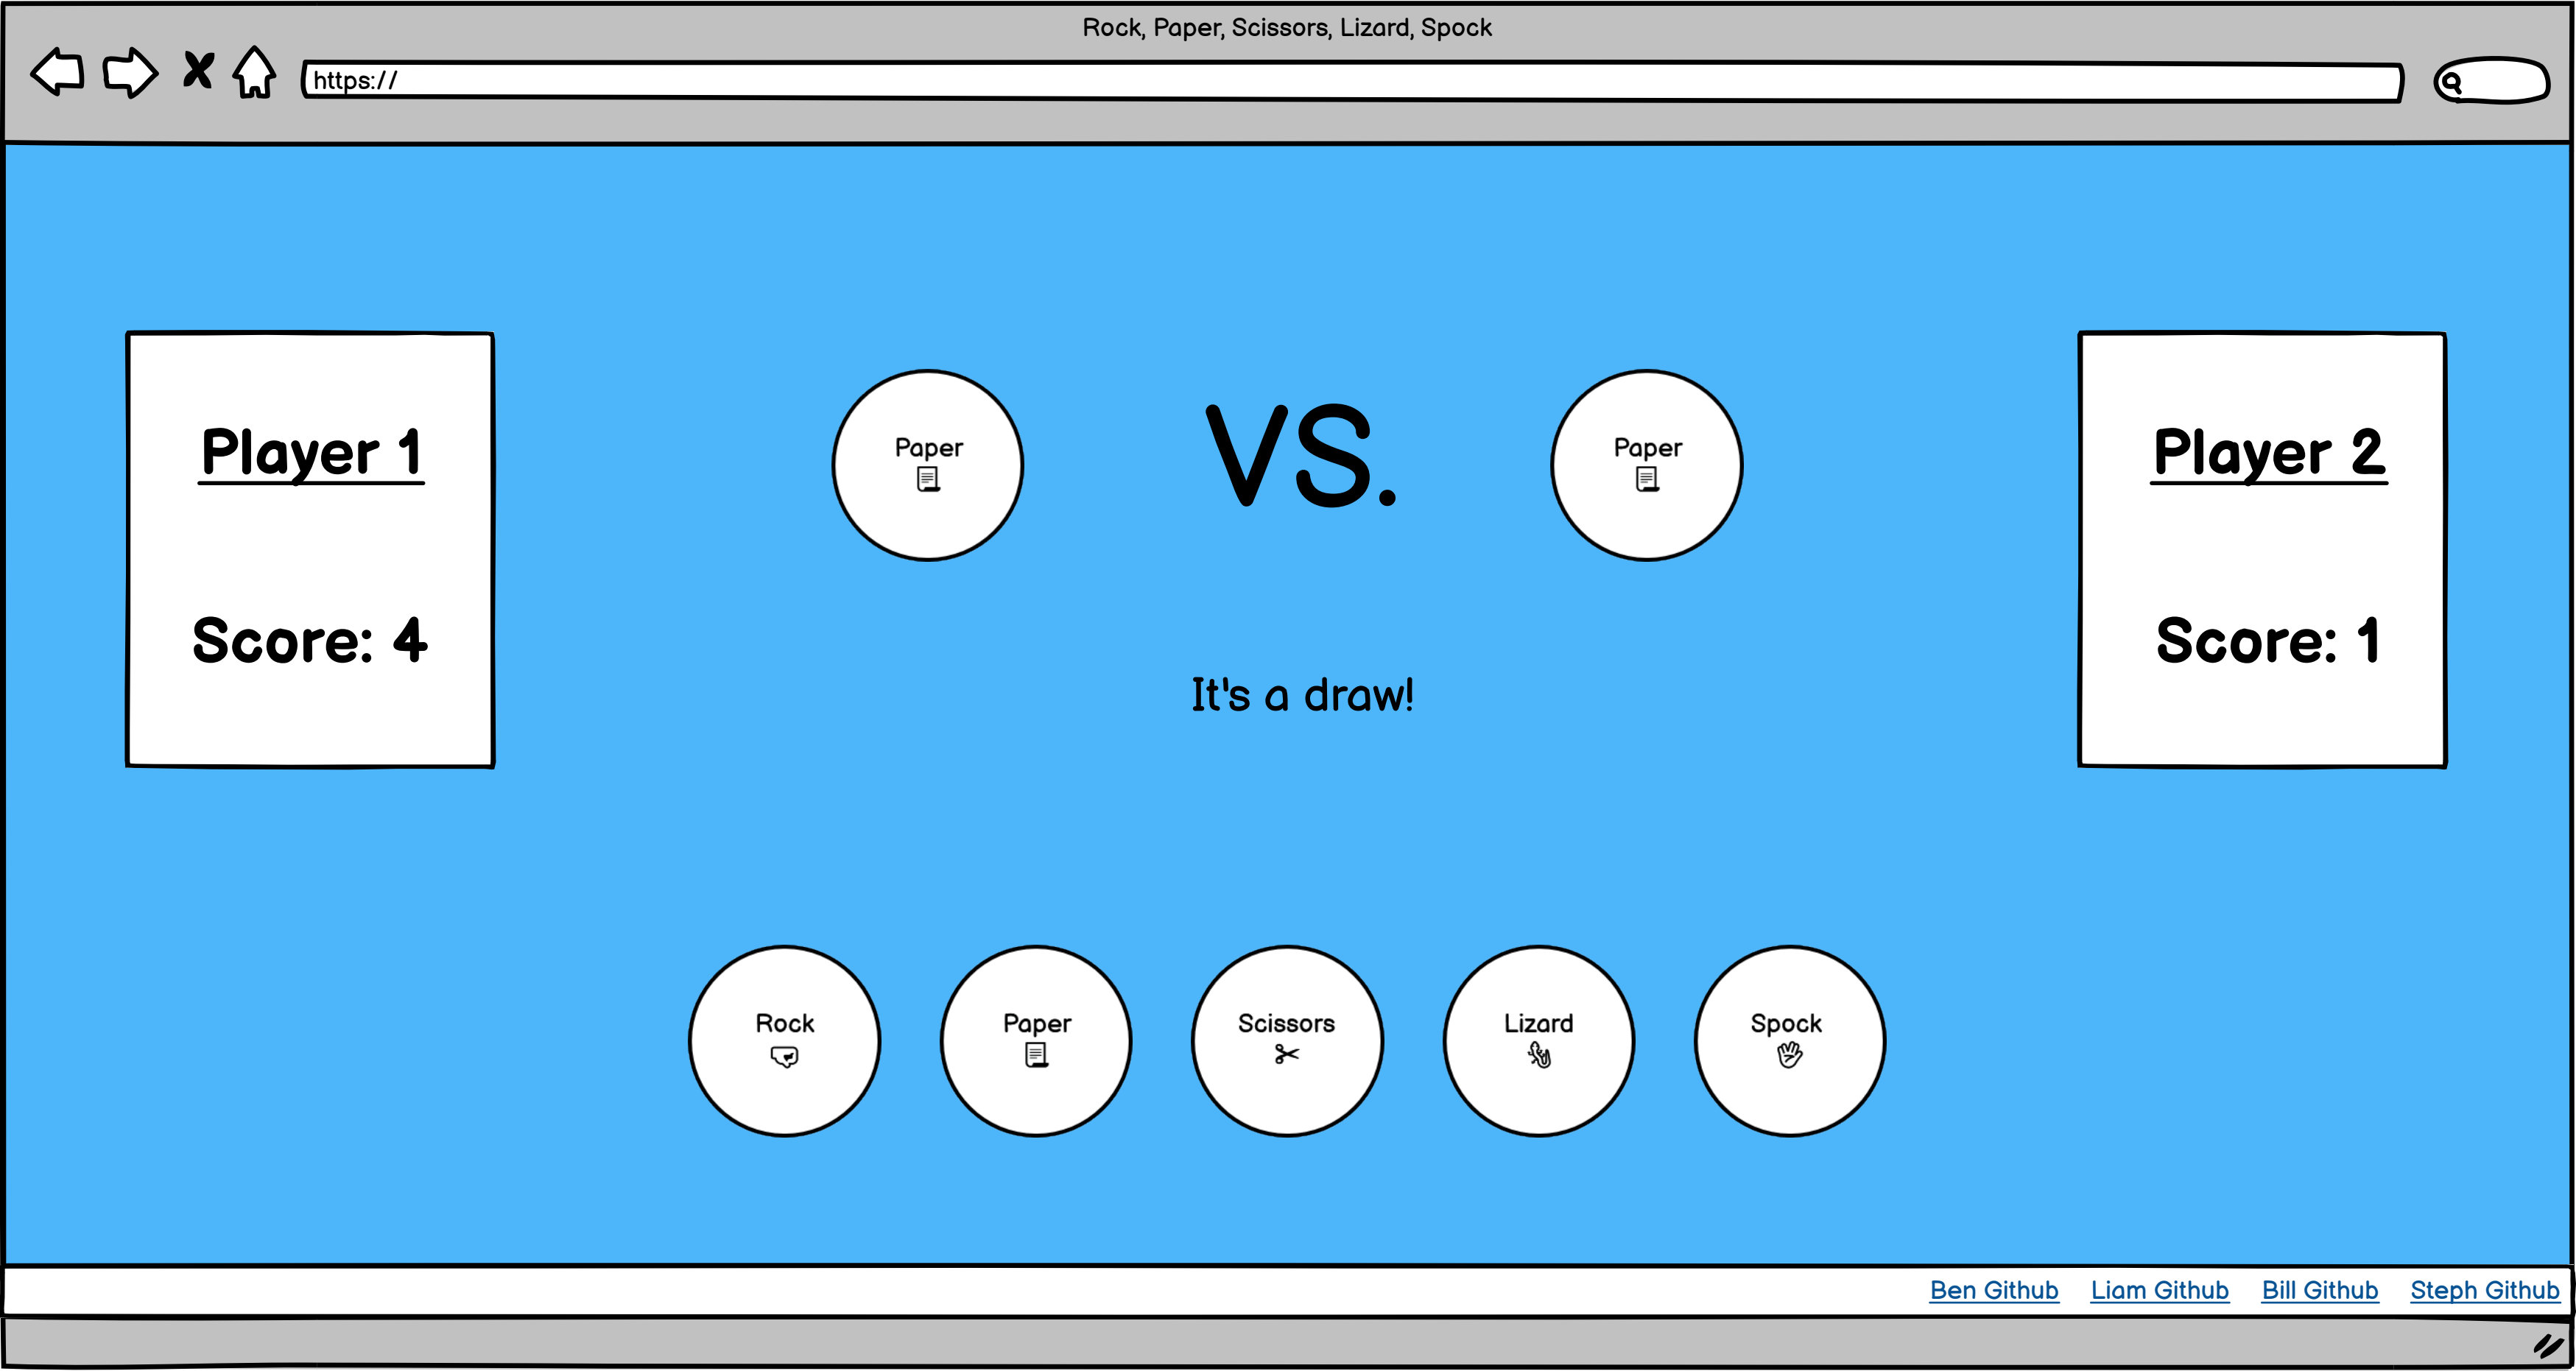 Rock, Paper, Scissors, Lizard, Spock
https://
Player 1
Score: 4
Paper
VS.
Paper
It's a draw!
Player 2
Score: 1
Rock
Paper
Scissors
Lizard
Spock
Ben Github Liam Github Bill Github Steph Github